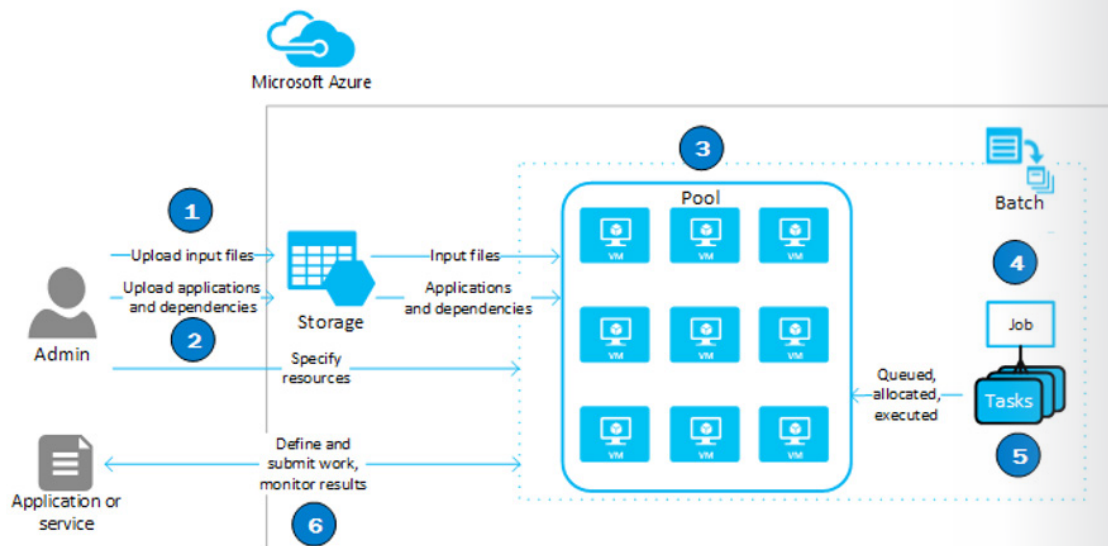 Microsoft Azure
3
Pool
Batch
1
Upload input files
Input files
VM
VM
VM
4
Upload applications
and dependencies
Applications
and dependencies
Storage
Job
Admin
2
Specify
resources
VM
VM
VM
Queued,
allocated,
executed
Tasks
Define and
submit work,
monitor results
VM
VM
VM
5
Application or
service
6